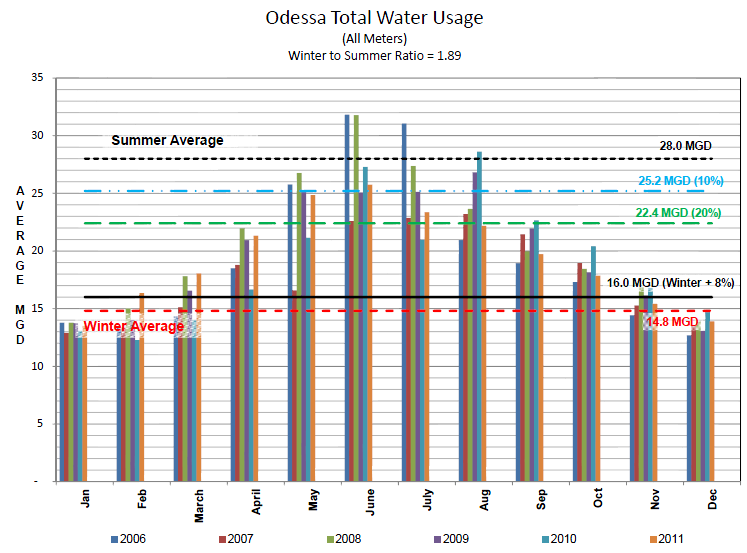 Odessa Total Water Usage
(All Meters)
Winter to Summer Ratio = 1.89
35
30
25
20
15
10
5
-
AVERAGE MGD
Summer Average
28.0 MGD
25.2 MGD (10%)
22.4 MGD (20%)
16.0 MGD (Winter + 8%)
Winter Average
14.8 MGD
Jan
Feb
March
April
May
June
July
Aug
Sep
Oct
Nov
Dec
2006 2007 2008 2009 2010 2011